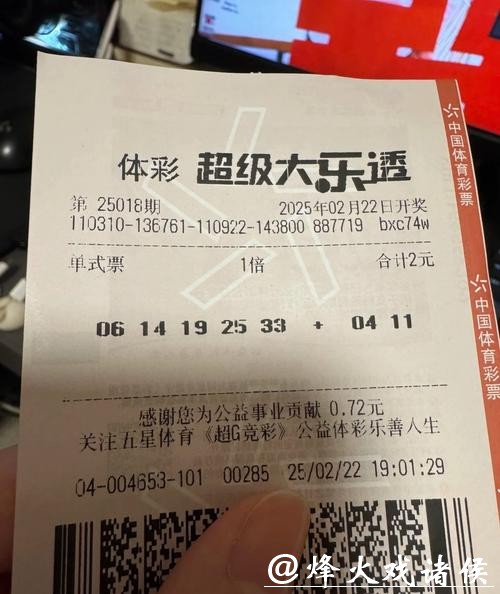 体彩 超级大乐透
第 25018期 2025年02月22日开奖
110310-136761-110922-143800 887719 bxc74w
单式票 1倍 合计2元
06 14 19 25 33 + 04 11
感谢您为公益事业贡献 0.72元
关注五星体育《超G竞彩》公益体彩乐善人生
04-004653-101 00285 25/02/22 19:01:29
中国体育彩票
中国体育彩票
@烽火戏诸侯